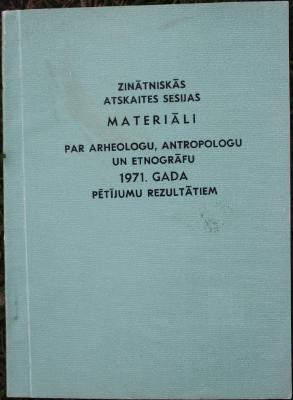 ZINĀTNISKĀS
ATSKAITES SESIJAS
MATERIĀLI
PAR ARHEOLOGU, ANTROPOLOGU
UN ETNOGRĀFU
1971. GADA
PĒTĪJUMU REZULTĀTIEM